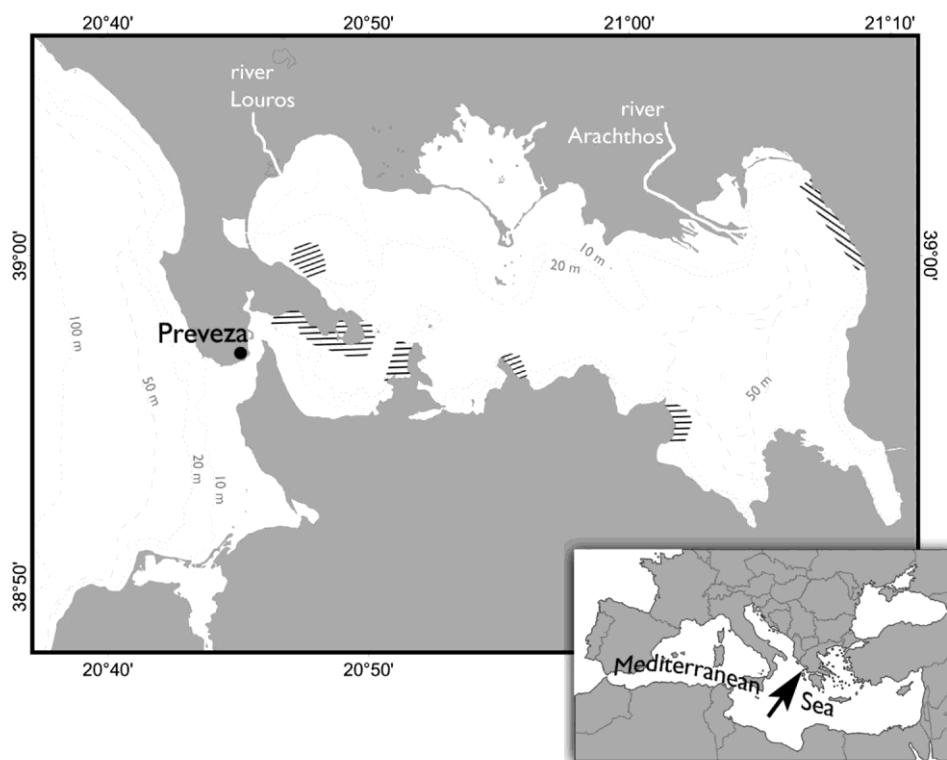 20°40'
20°50'
21°00'
21°10'
river
Louros
river
Arachthos
39°00'
39°00'
10 m
20 m
100 m
Preveza
50 m
50 m
20 m
10 m
38°50'
20°40'
20°50'
Mediterranean
Sea